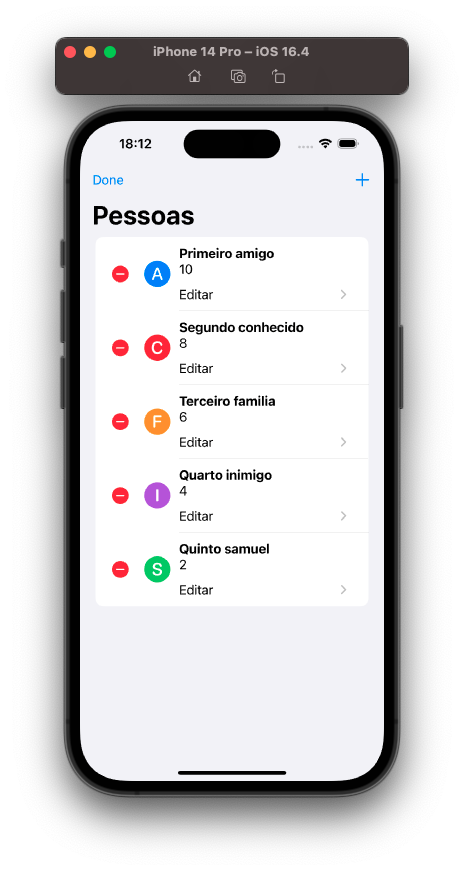 iPhone 14 Pro – iOS 16.4
18:12
Done
Pessoas
Primeiro amigo
A
10
Editar
Segundo conhecido
C
8
Editar
Terceiro familia
F
6
Editar
Quarto inimigo
I
4
Editar
Quinto samuel
S
2
Editar